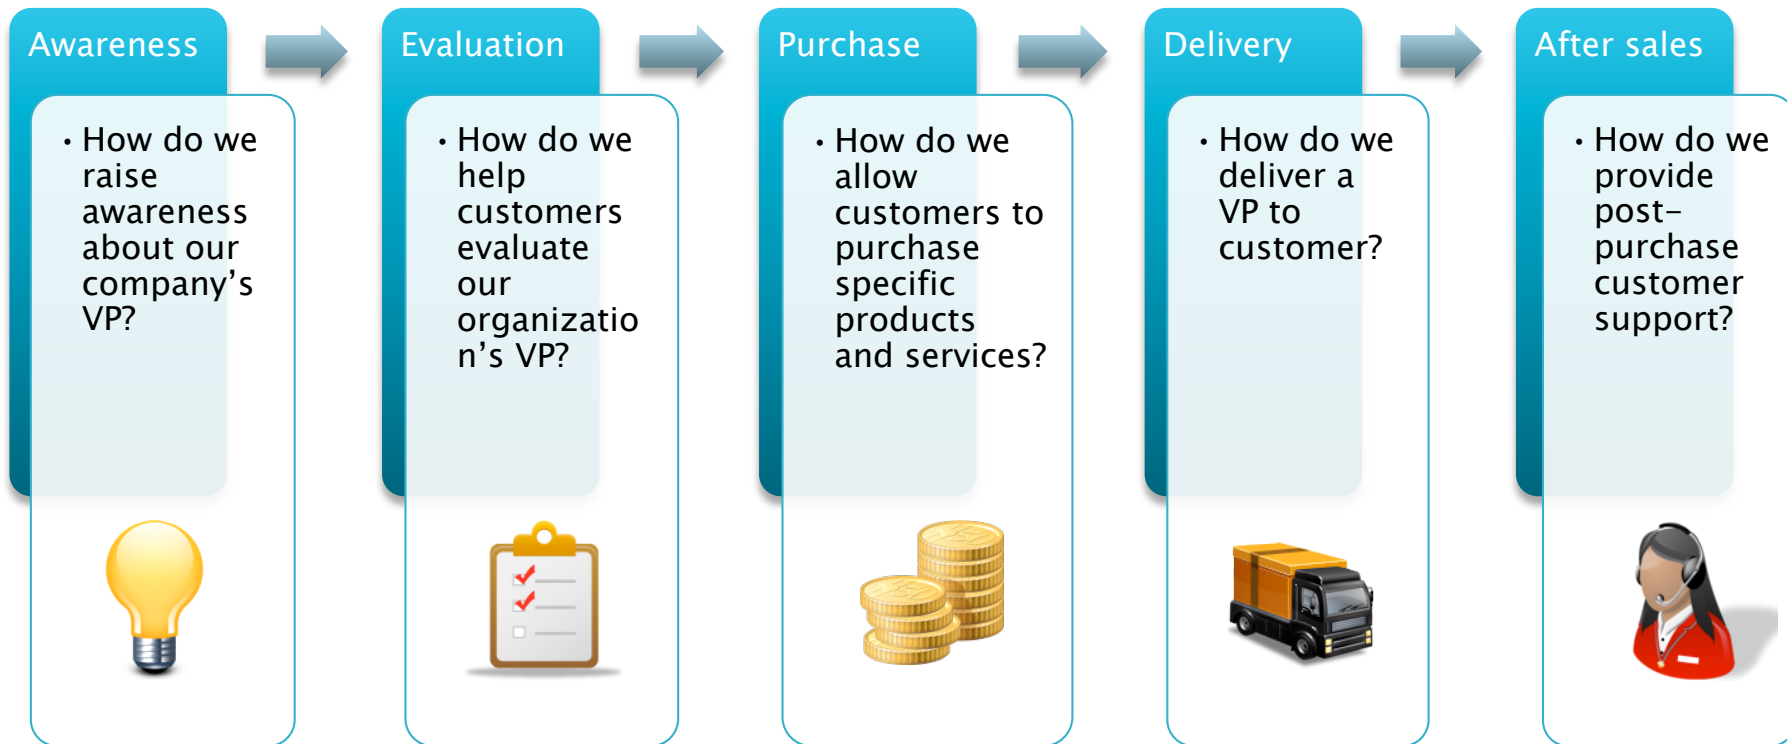 Awareness
• How do we
raise
awareness
about our
company’s
VP?
Evaluation
• How do we
help
customers
evaluate
our
organizatio
n’s VP?
Purchase
• How do we
allow
customers to
purchase
specific
products
and services?
Delivery
• How do we
deliver a
VP to
customer?
After sales
• How do we
provide
post-
purchase
customer
support?